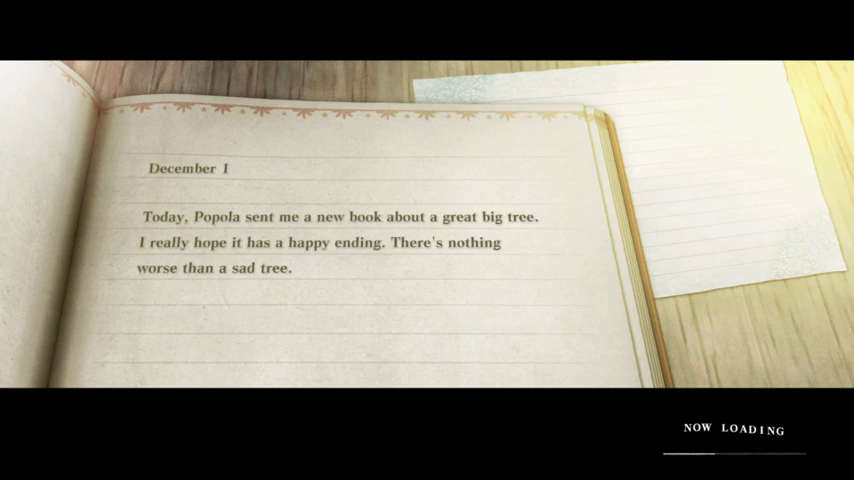 December 1
Today, Popola sent me a new book about a great big tree.
I really hope it has a happy ending. There's nothing
worse than a sad tree.
NOW LOADING